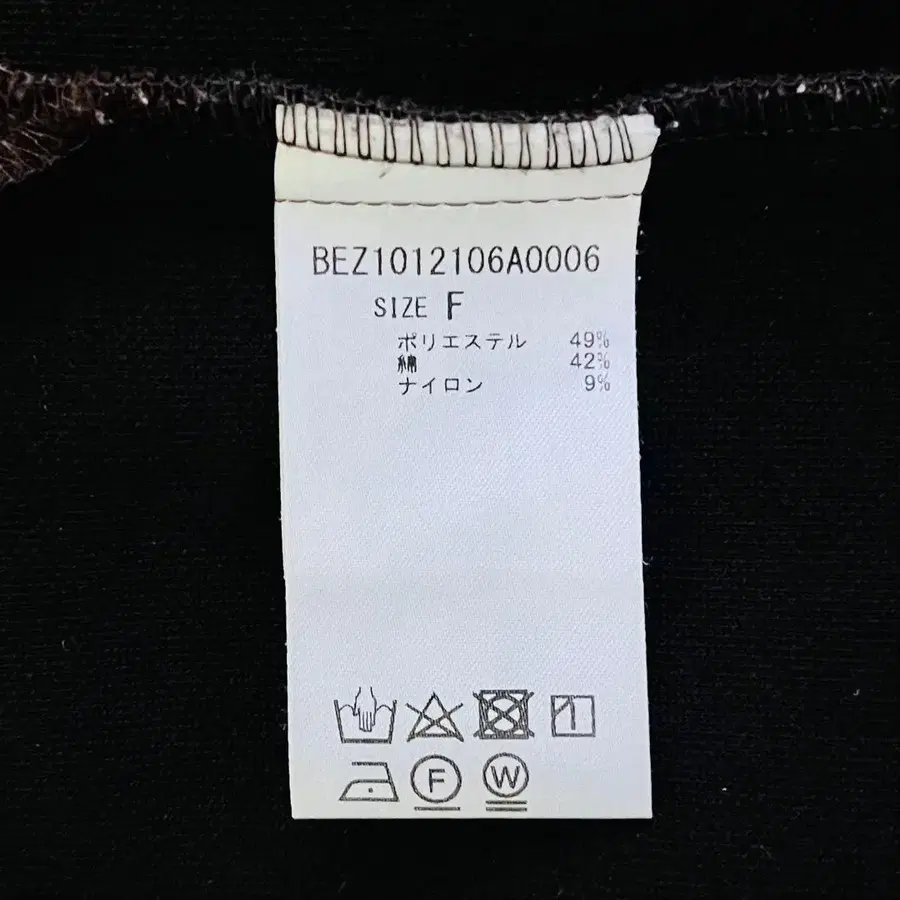 BEZ1012106A0006
SIZE F
ポリエステル 49%
綿 42%
ナイロン 9%
F W